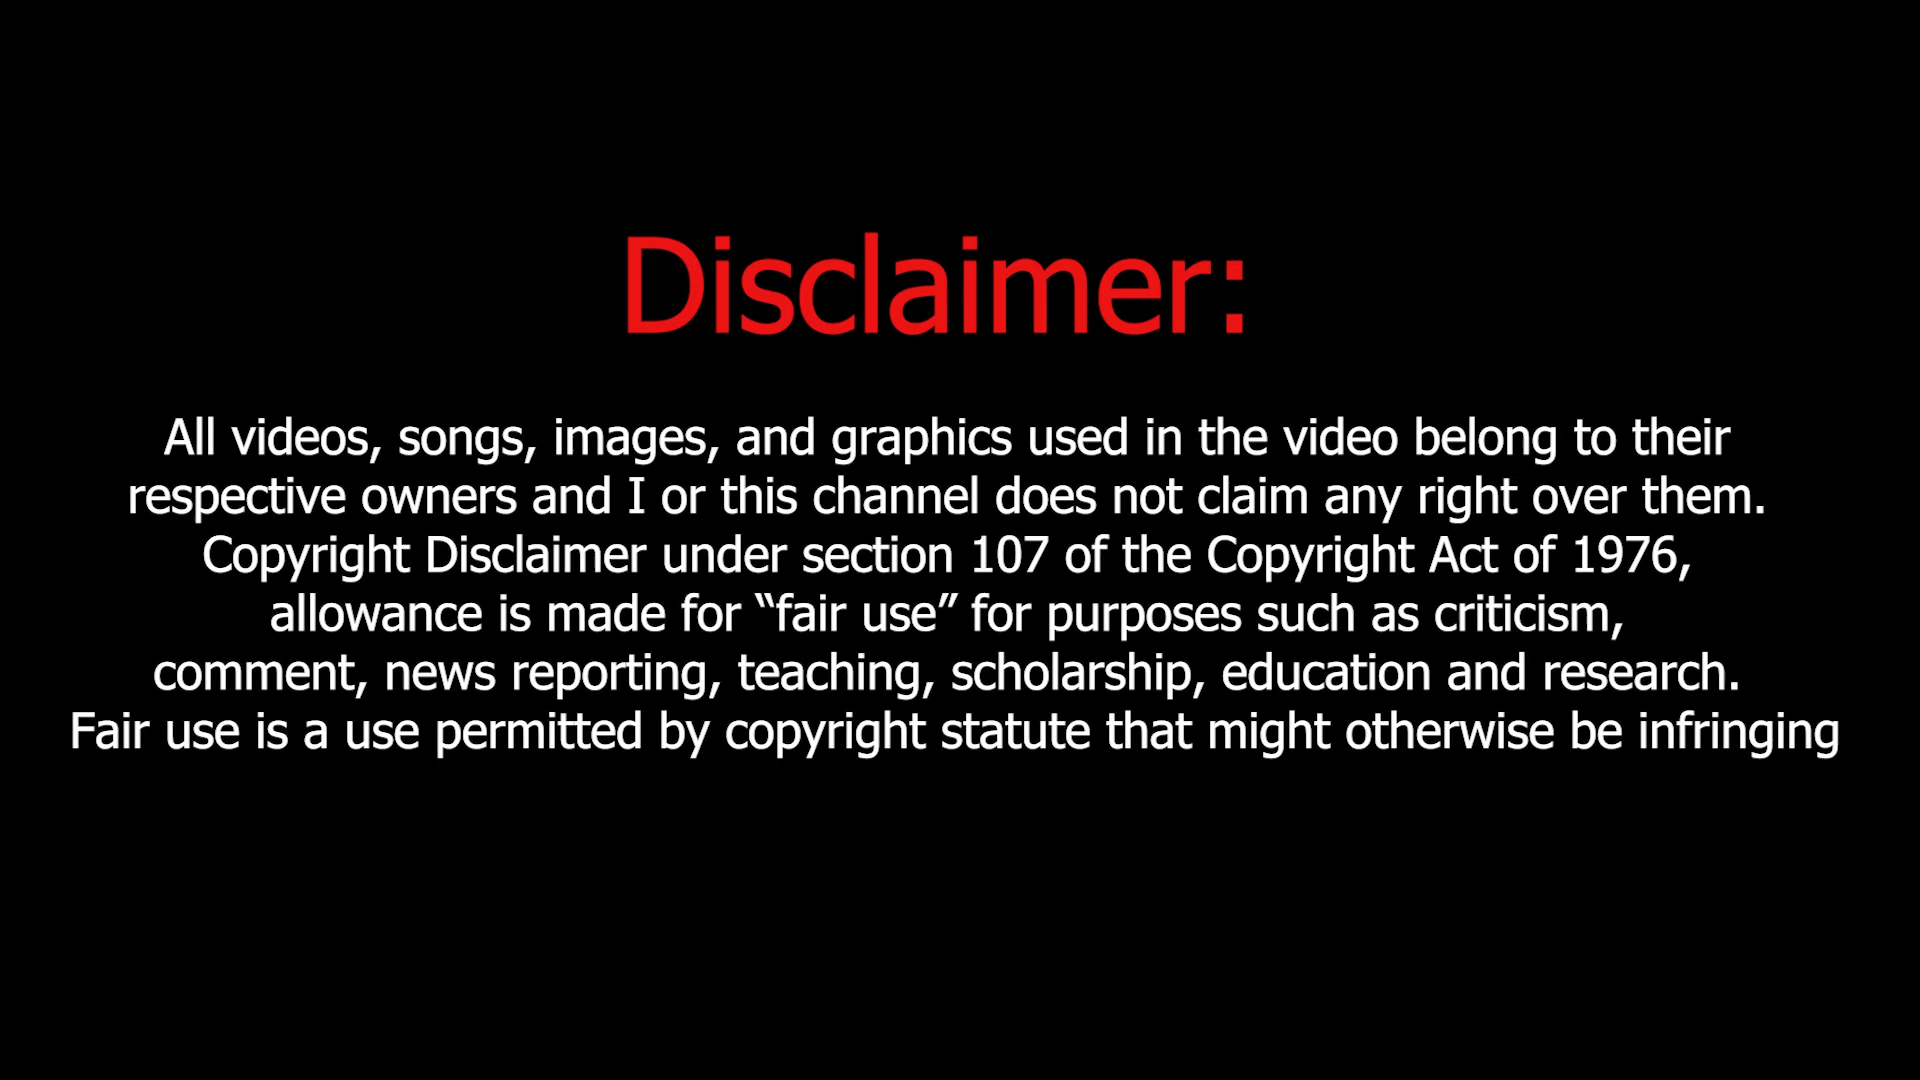 Disclaimer:
All videos, songs, images, and graphics used in the video belong to their
respective owners and I or this channel does not claim any right over them.
Copyright Disclaimer under section 107 of the Copyright Act of 1976,
allowance is made for “fair use” for purposes such as criticism,
comment, news reporting, teaching, scholarship, education and research.
Fair use is a use permitted by copyright statute that might otherwise be infringing